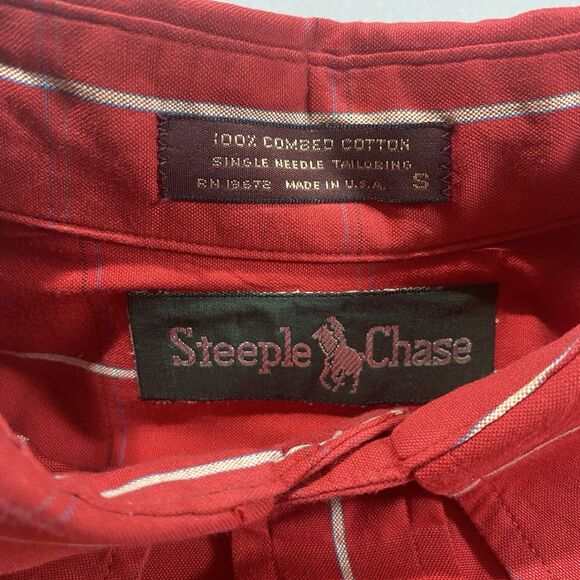 100% COMBED COTTON
SINGLE NEEDLE TAILORING
RN 19672 MADE IN U.S.A. S
Steeple Chase